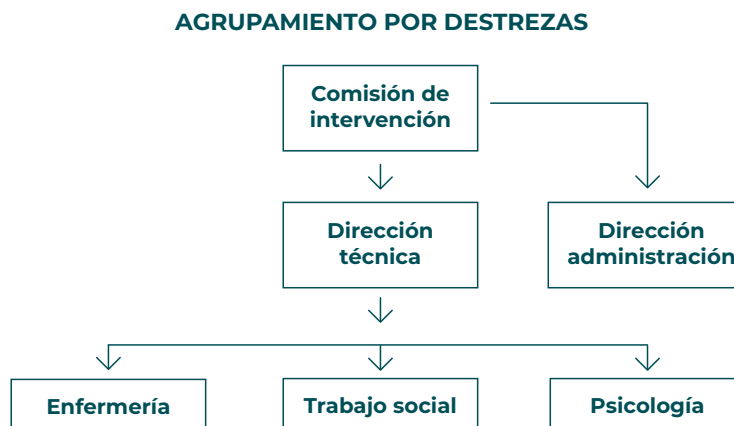 AGRUPAMIENTO POR DESTREZAS
Comisión de
intervención
Dirección
técnica
Dirección
administración
Enfermería
Trabajo social
Psicología